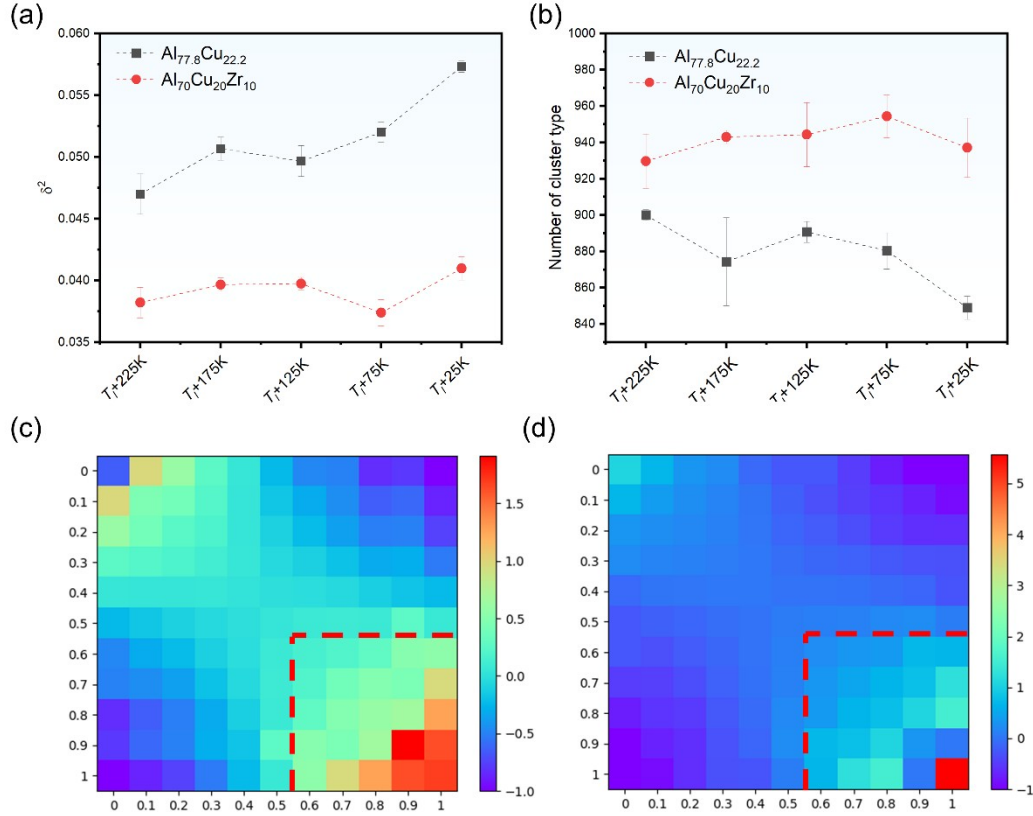 (a)
0.060
0.055
0.050
0.045
0.040
0.035
δ²
Al₇₇.₈Cu₂₂.₂
Al₇₀Cu₂₀Zr₁₀
Tₗ+225K
Tₗ+175K
Tₗ+125K
Tₗ+75K
Tₗ+25K
(b)
1000
980
960
940
920
900
880
860
840
Number of cluster type
Al₇₇.₈Cu₂₂.₂
Al₇₀Cu₂₀Zr₁₀
Tₗ+225K
Tₗ+175K
Tₗ+125K
Tₗ+75K
Tₗ+25K
(c)
0
0.1
0.2
0.3
0.4
0.5
0.6
0.7
0.8
0.9
1
0 0.1 0.2 0.3 0.4 0.5 0.6 0.7 0.8 0.9 1
1.5
1.0
0.5
0.0
−0.5
−1.0
(d)
0
0.1
0.2
0.3
0.4
0.5
0.6
0.7
0.8
0.9
1
0 0.1 0.2 0.3 0.4 0.5 0.6 0.7 0.8 0.9 1
5
4
3
2
1
0
−1